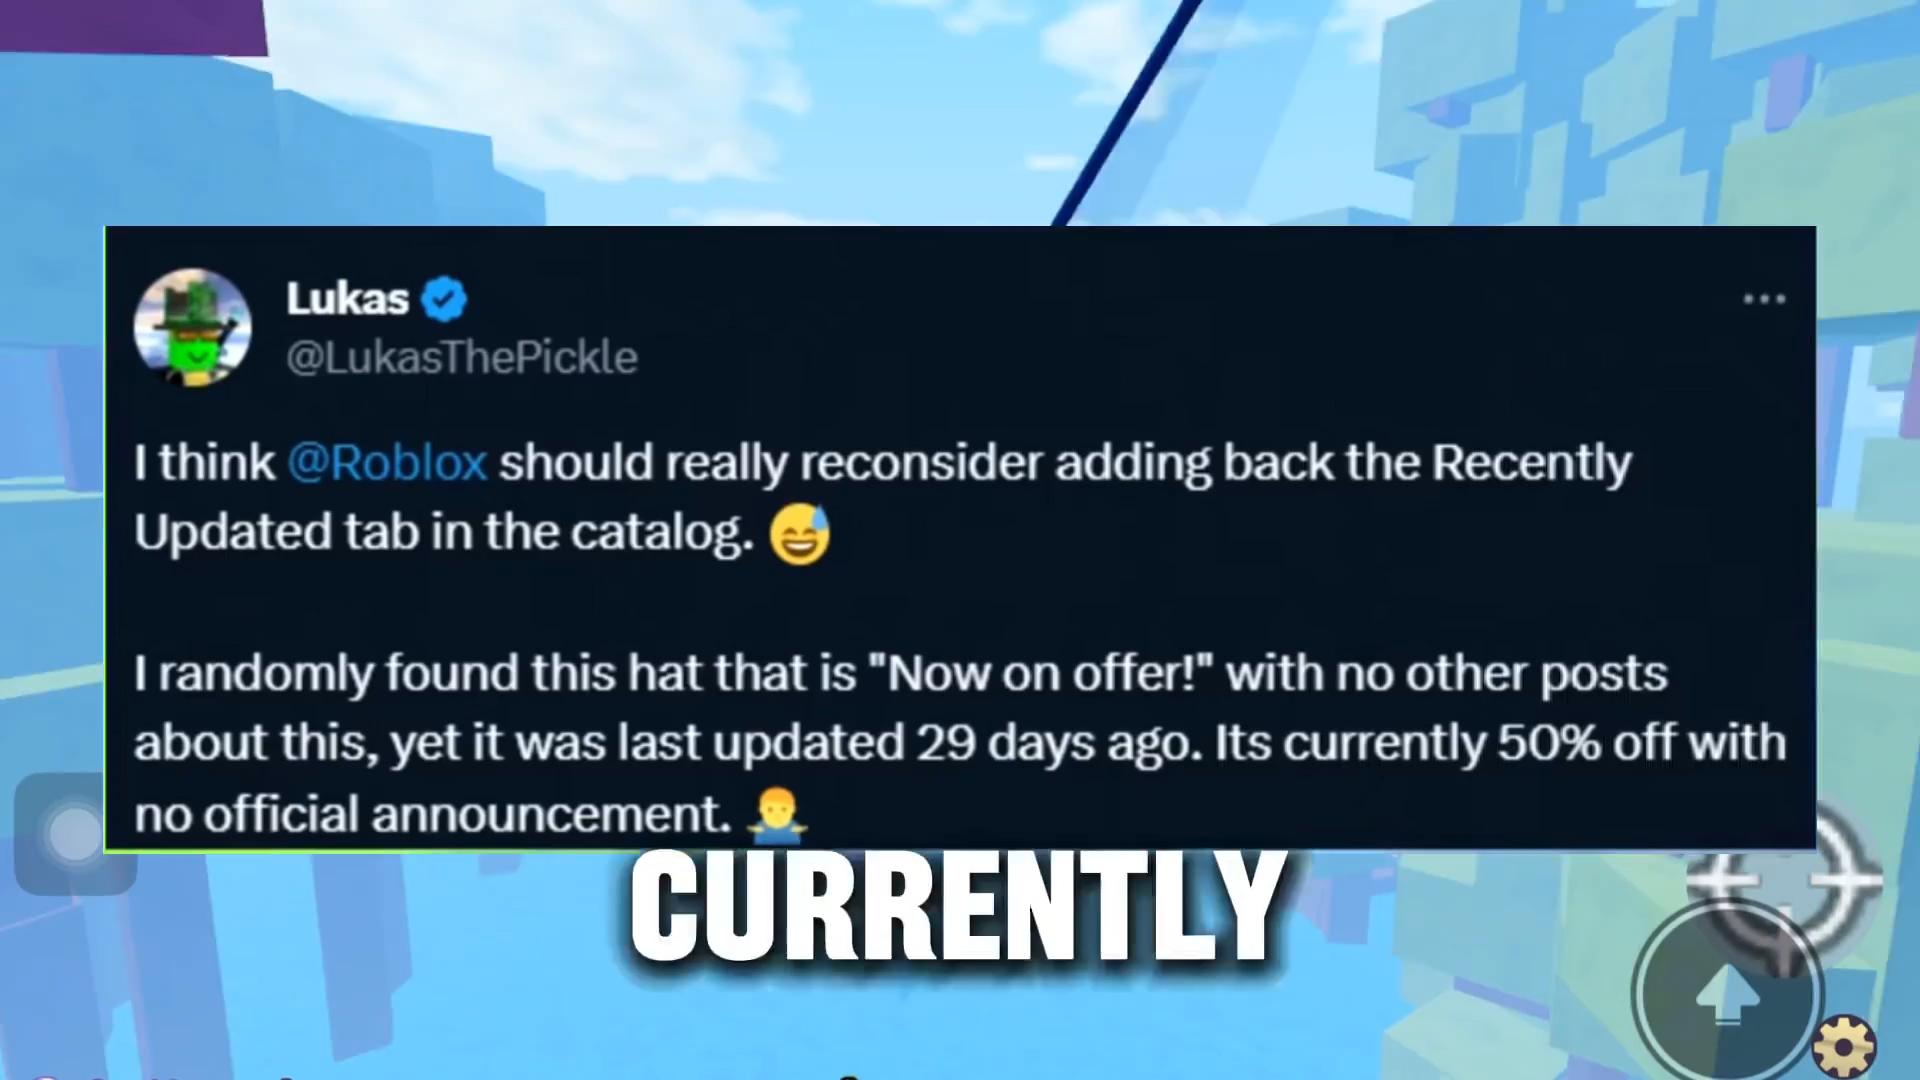 Lukas
@LukasThePickle
I think @Roblox should really reconsider adding back the Recently
Updated tab in the catalog. 😅
I randomly found this hat that is "Now on offer!" with no other posts
about this, yet it was last updated 29 days ago. Its currently 50% off with
no official announcement. 🤷‍♂️
CURRENTLY